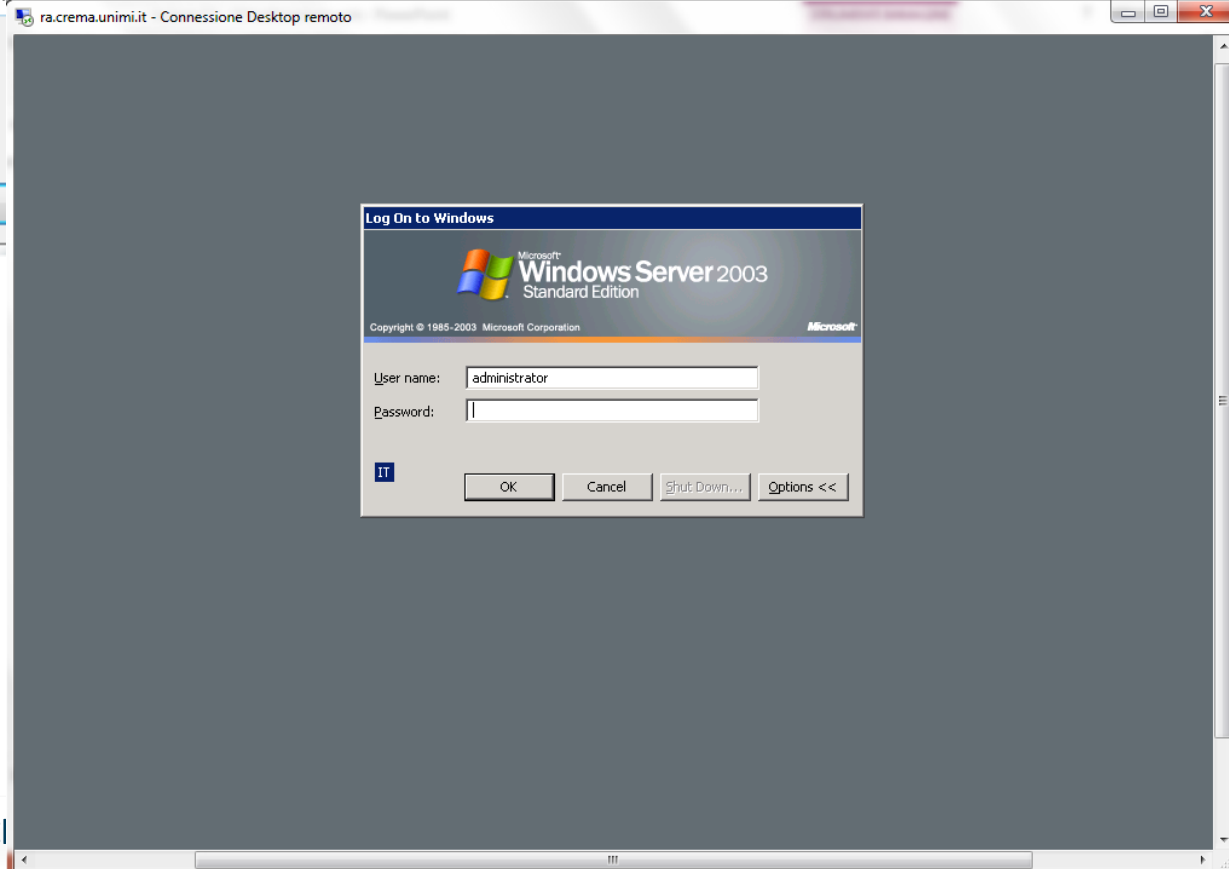 ra.crema.unimi.it - Connessione Desktop remoto
Log On to Windows
Microsoft
Windows Server 2003
Standard Edition
Copyright © 1985-2003 Microsoft Corporation
Microsoft
User name: administrator
Password:
IT
OK Cancel Shut Down... Options <<